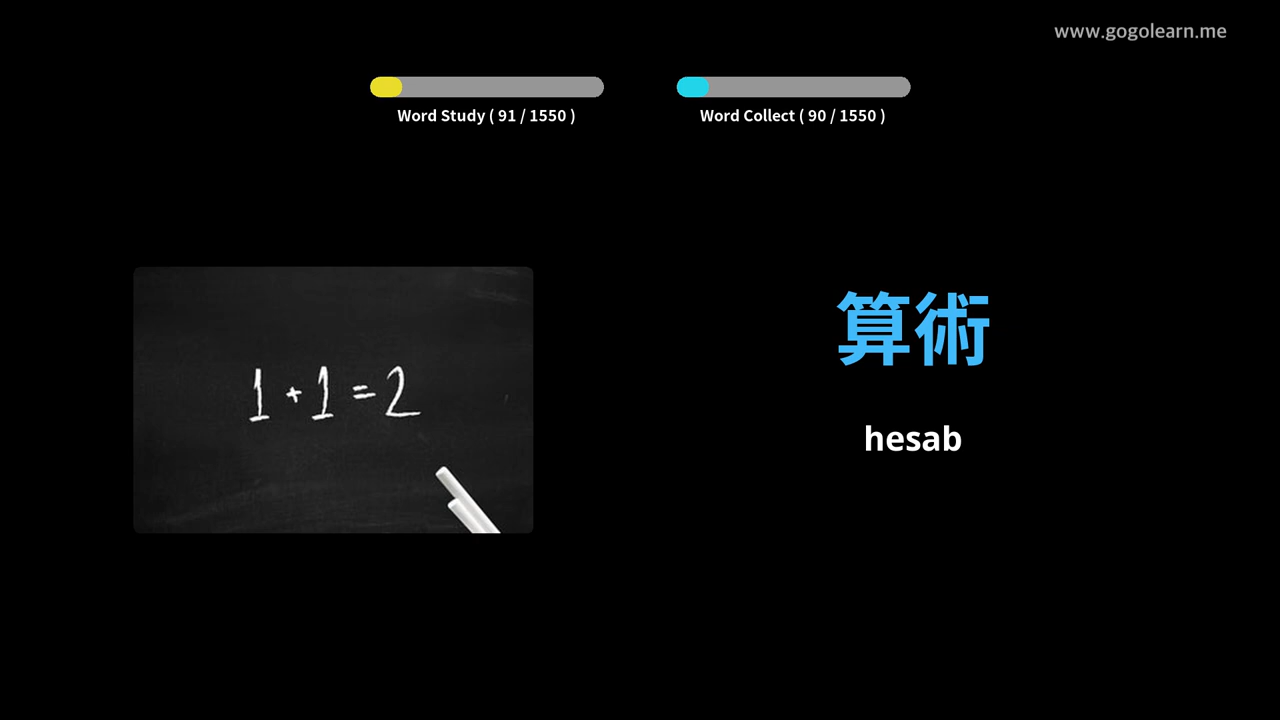 www.gogolearn.me
Word Study ( 91 / 1550 )
Word Collect ( 90 / 1550 )
1 + 1 = 2
算術
hesab